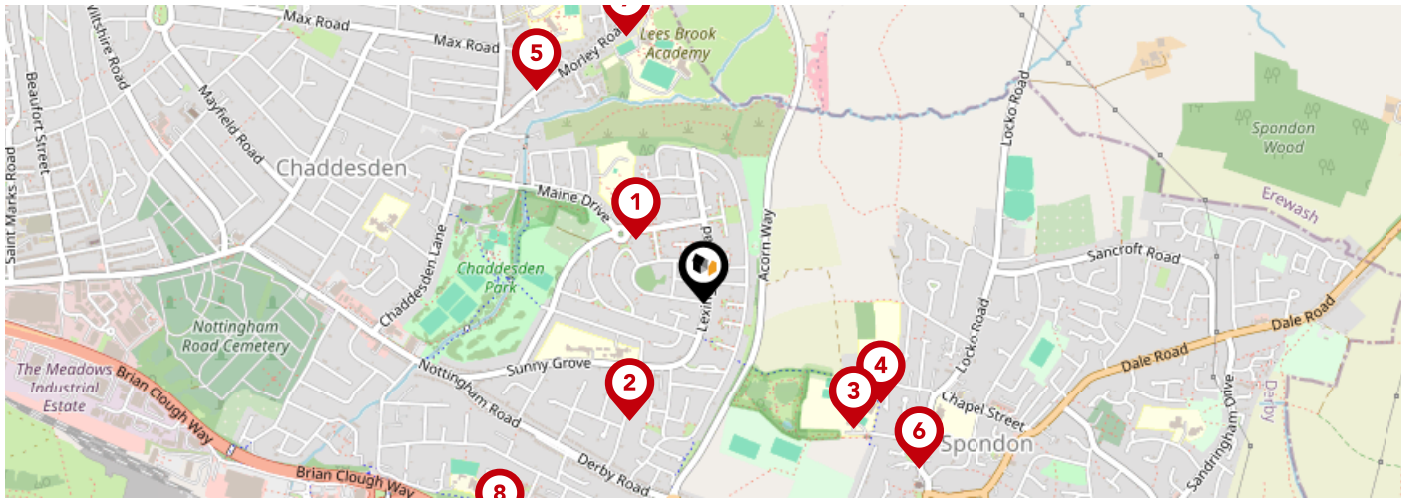 Max Road
Max Road
Lees Brook
Academy
Morley Roa
5
Wiltshire Road
Beaufort Street
Mayfield Road
Saint Marks Road
Chaddesden
Locko Road
Spondon
Wood
Erewash
Maine Drive
1
Acorn Way
Sancroft Road
Chaddesden Lane
Chaddesden
Park
ad
Lexin
Nottingham
Road Cemetery
Locko Road
Dale Road
Dale Road
The Meadows
Industrial
Estate
Brian Clough Way
Nottingham Road
Sunny Grove
2
3
4
6
Chapel Street
Spondon
Derby
Sandringham Drive
Derby Road
Brian Clough Way
8